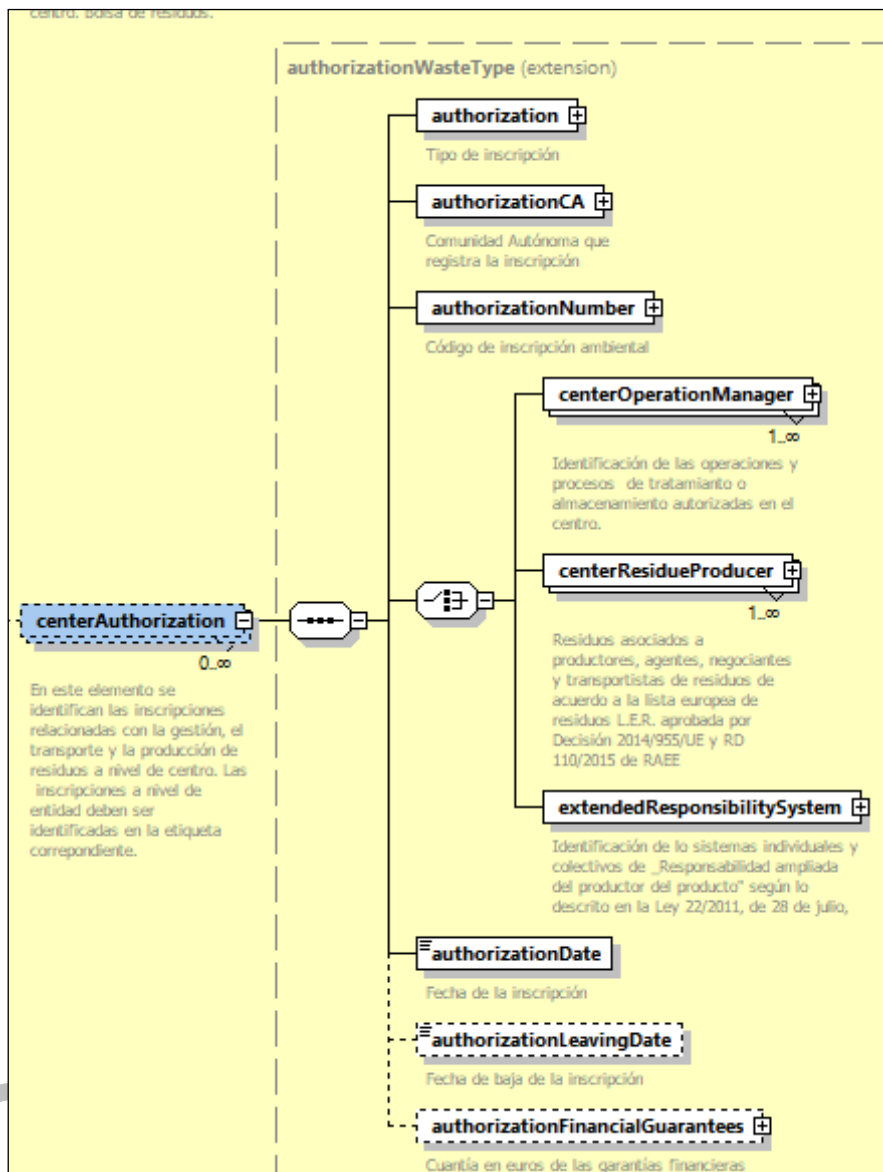 centro. Bolsa de residuos.
authorizationWasteType (extension)
authorization
Tipo de inscripción
authorizationCA
Comunidad Autónoma que
registra la inscripción
authorizationNumber
Código de inscripción ambiental
centerOperationManager
1..∞
Identificación de las operaciones y
procesos de tratamianto o
almacenamiento autorizadas en el
centro.
centerResidueProducer
1..∞
Residuos asociados a
productores, agentes, negociantes
y transportistas de residuos de
acuerdo a la lista europea de
residuos L.E.R. aprobada por
Decisión 2014/955/UE y RD
110/2015 de RAEE
centerAuthorization
0..∞
En este elemento se
identifican las inscripciones
relacionadas con la gestión, el
transporte y la producción de
residuos a nivel de centro. Las
inscripciones a nivel de
entidad deben ser
identificadas en la etiqueta
correpondiente.
extendedResponsibilitySystem
Identificación de lo sistemas individuales y
colectivos de _Responsabilidad ampliada
del productor del producto" según lo
descrito en la Ley 22/2011, de 28 de julio,
authorizationDate
Fecha de la inscripción
authorizationLeavingDate
Fecha de baja de la inscripción
authorizationFinancialGuarantees
Cuantía en euros de las garantías financieras